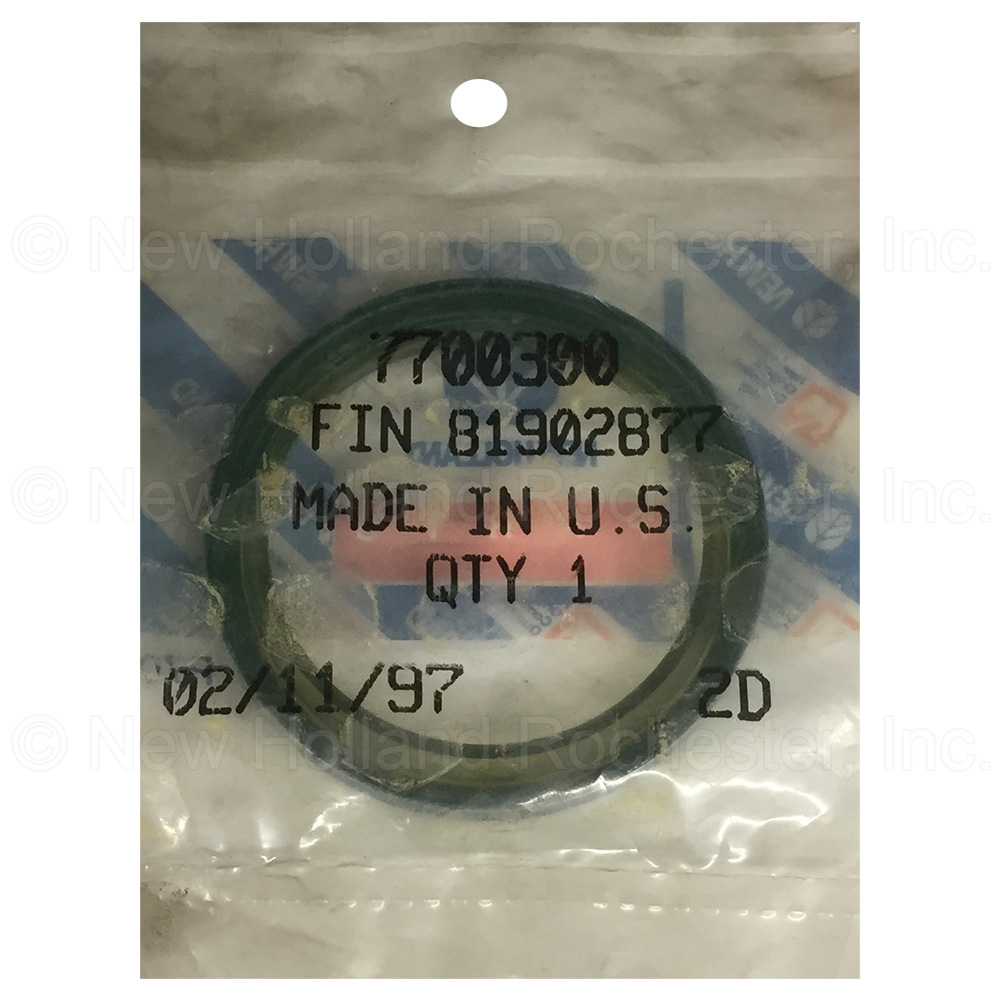 © New Holland Rochester, Inc.
7700300
FIN 81902877
MADE IN U.S.
© New Holland Rochester, Inc.
QTY 1
02/11/97 2D
© New Holland Rochester, Inc.